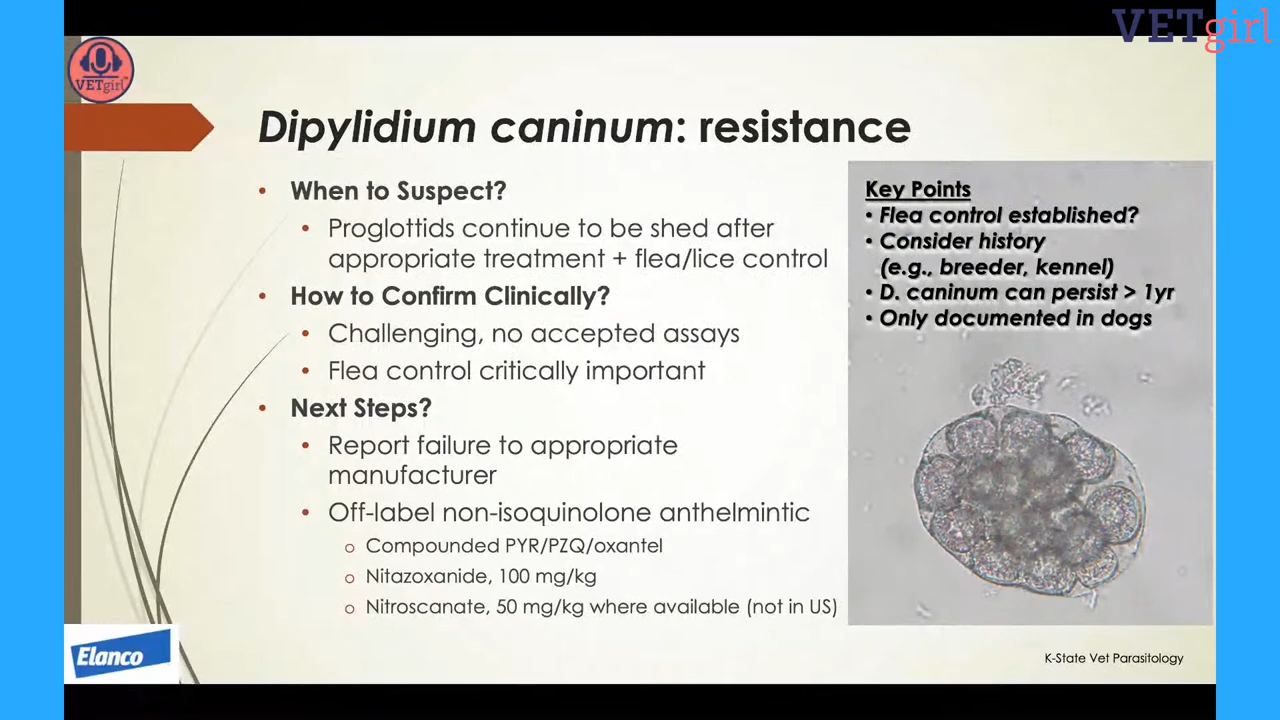 VETgirl
VETgirl
Dipylidium caninum: resistance
• When to Suspect?
• Proglottids continue to be shed after
appropriate treatment + flea/lice control
• How to Confirm Clinically?
• Challenging, no accepted assays
• Flea control critically important
• Next Steps?
• Report failure to appropriate
manufacturer
• Off-label non-isoquinolone anthelmintic
o Compounded PYR/PZQ/oxantel
o Nitazoxanide, 100 mg/kg
o Nitroscanate, 50 mg/kg where available (not in US)
Key Points
• Flea control established?
• Consider history
(e.g., breeder, kennel)
• D. caninum can persist > 1yr
• Only documented in dogs
Elanco
K-State Vet Parasitology